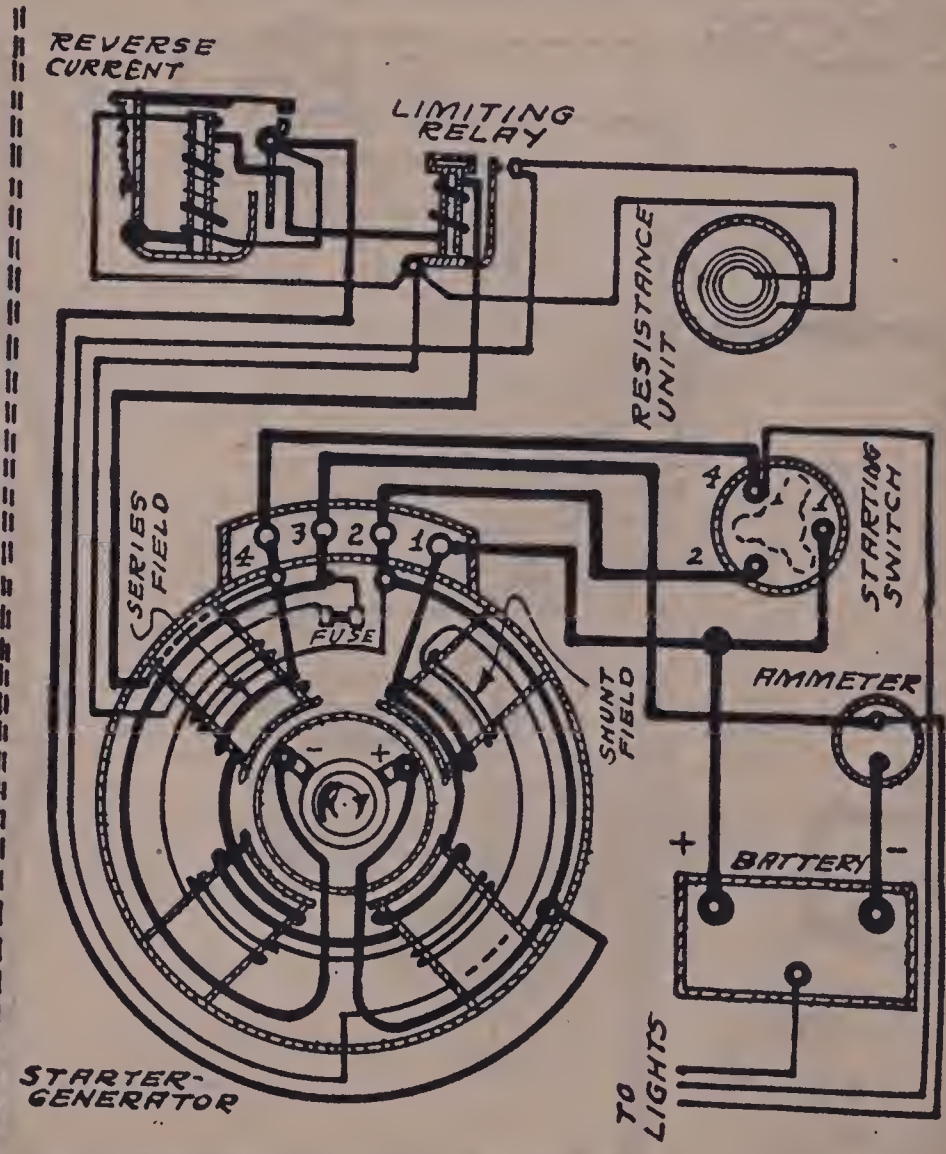 REVERSE
CURRENT
LIMITING
RELAY
RESISTANCE
UNIT
4
1
1
2
STARTING
SWITCH
SERIES
FIELD
4
3
2
1
FUSE
SHUNT
FIELD
AMMETER
-
+
+
BATTERY
-
STARTER-
GENERATOR
TO
LIGHTS